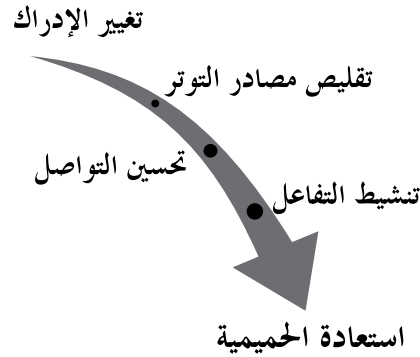 تغيير الإدراك
تقليص مصادر التوتر
تحسين التواصل
تنشيط التفاعل
استعادة الحميمية